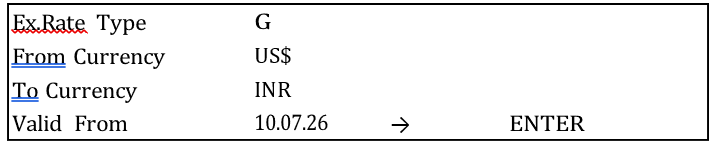 Ex.Rate Type G
From Currency US$
To Currency INR
Valid From 10.07.26 → ENTER